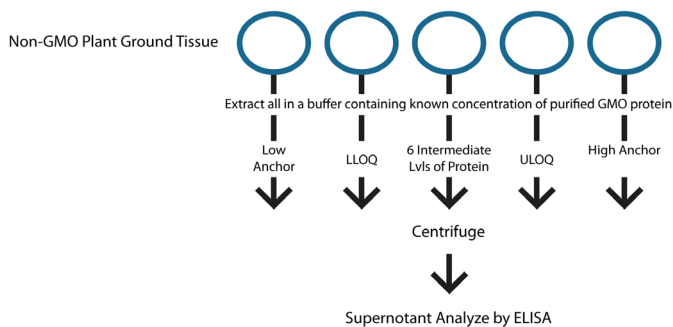 Non-GMO Plant Ground Tissue
Extract all in a buffer containing known concentration of purified GMO protein
Low
Anchor
LLOQ
6 Intermediate
Lvls of Protein
ULOQ
High Anchor
Centrifuge
Supernotant Analyze by ELISA